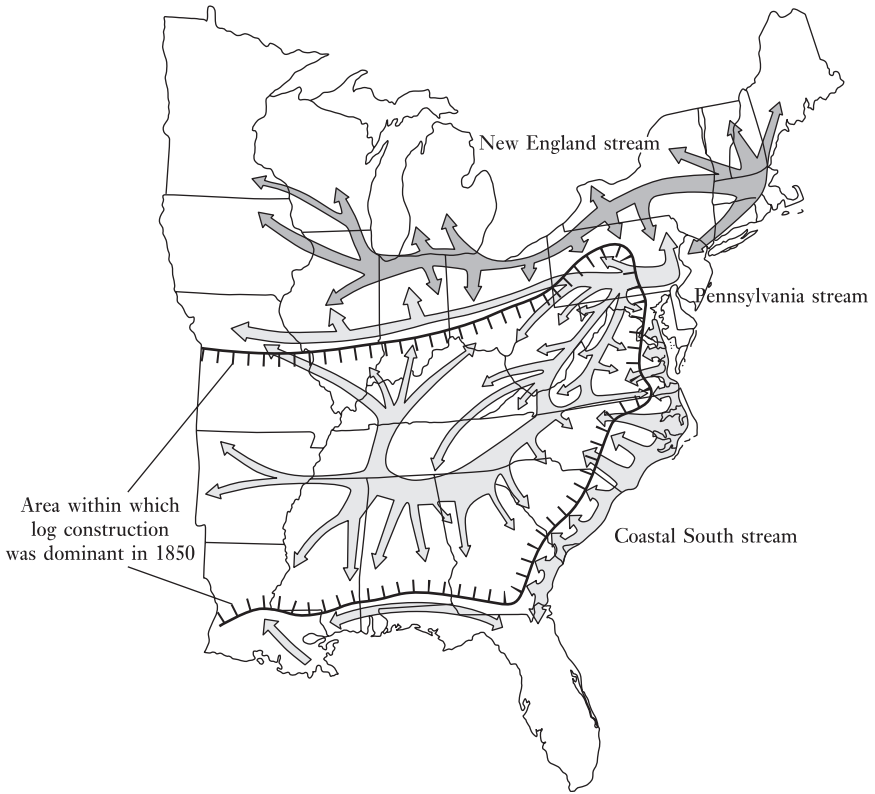 New England stream
Pennsylvania stream
Area within which
log construction
was dominant in 1850
Coastal South stream